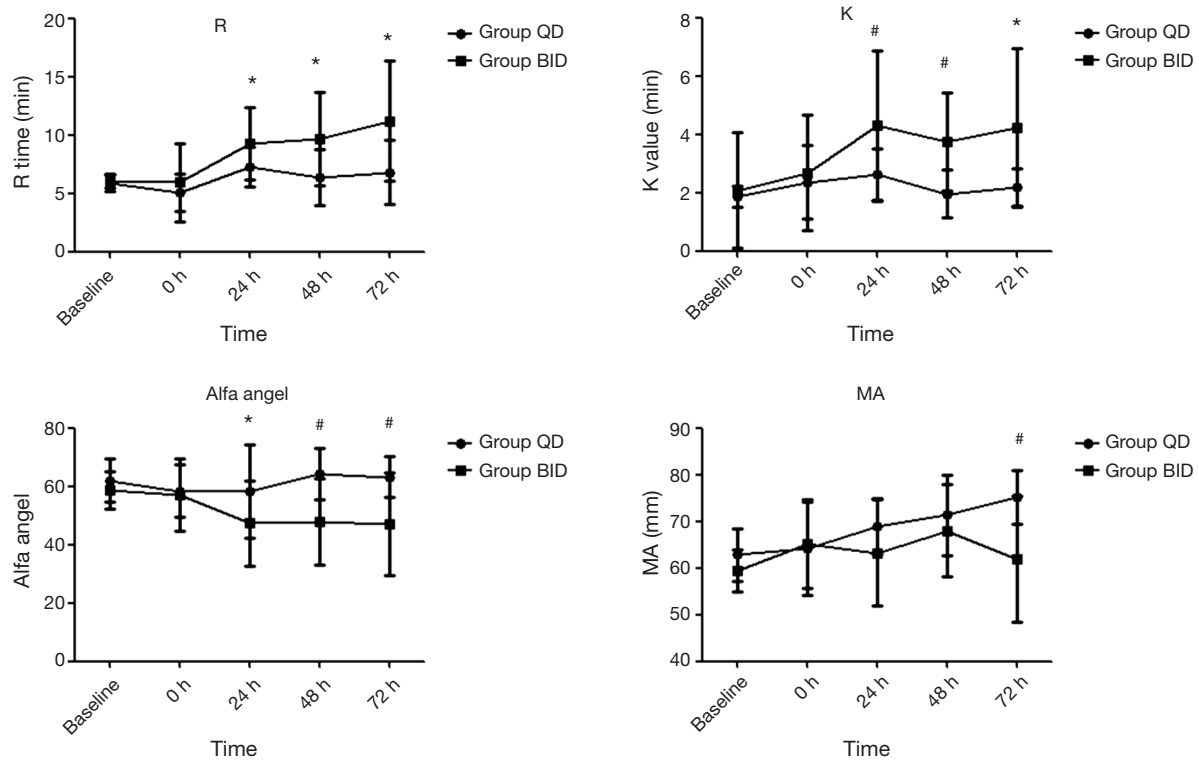 R
20
15
10
5
0
R time (min)
*
*
*
Group QD
Group BID
Baseline
0 h
24 h
48 h
72 h
Time
K
8
6
4
2
0
K value (min)
#
#
*
Group QD
Group BID
Baseline
0 h
24 h
48 h
72 h
Time
Alfa angel
80
60
40
20
0
Alfa angel
*
#
#
Group QD
Group BID
Baseline
0 h
24 h
48 h
72 h
Time
MA
90
80
70
60
50
40
MA (mm)
#
Group QD
Group BID
Baseline
0 h
24 h
48 h
72 h
Time